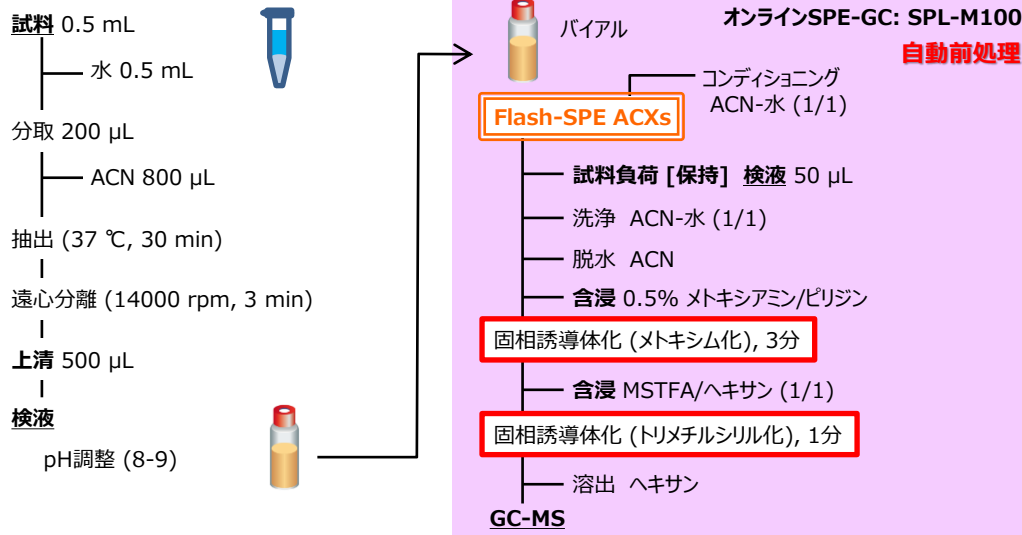 試料 0.5 mL
水 0.5 mL
分取 200 μL
ACN 800 μL
抽出 (37 ℃, 30 min)
遠心分離 (14000 rpm, 3 min)
上清 500 μL
検液
pH調整 (8-9)
バイアル
オンラインSPE-GC: SPL-M100
自動前処理
コンディショニング
ACN-水 (1/1)
Flash-SPE ACXs
試料負荷 [保持] 検液 50 μL
洗浄 ACN-水 (1/1)
脱水 ACN
含浸 0.5% メトキシアミン/ピリジン
固相誘導体化 (メトキシム化), 3分
含浸 MSTFA/ヘキサン (1/1)
固相誘導体化 (トリメチルシリル化), 1分
溶出 ヘキサン
GC-MS